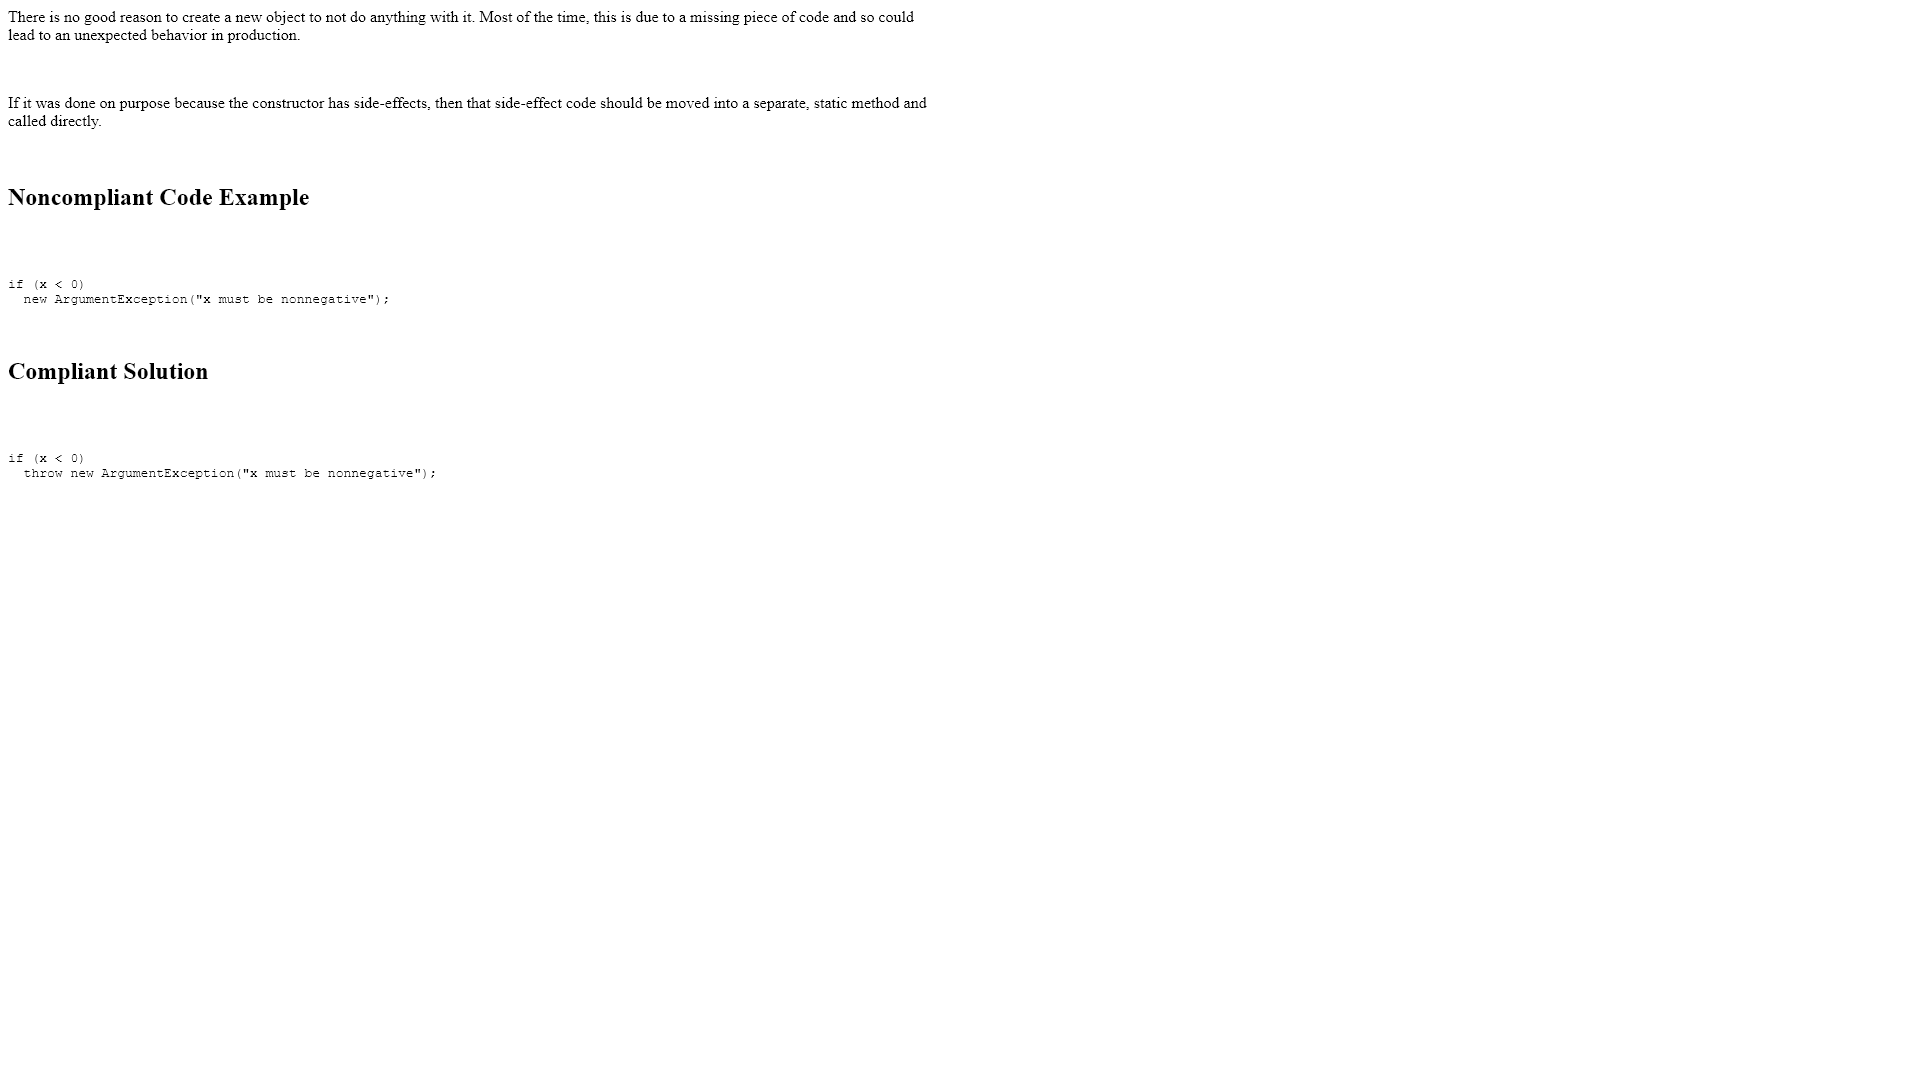 There is no good reason to create a new object to not do anything with it. Most of the time, this is due to a missing piece of code and so could
lead to an unexpected behavior in production.
If it was done on purpose because the constructor has side-effects, then that side-effect code should be moved into a separate, static method and
called directly.
Noncompliant Code Example
if (x < 0)
  new ArgumentException("x must be nonnegative");
Compliant Solution
if (x < 0)
  throw new ArgumentException("x must be nonnegative");